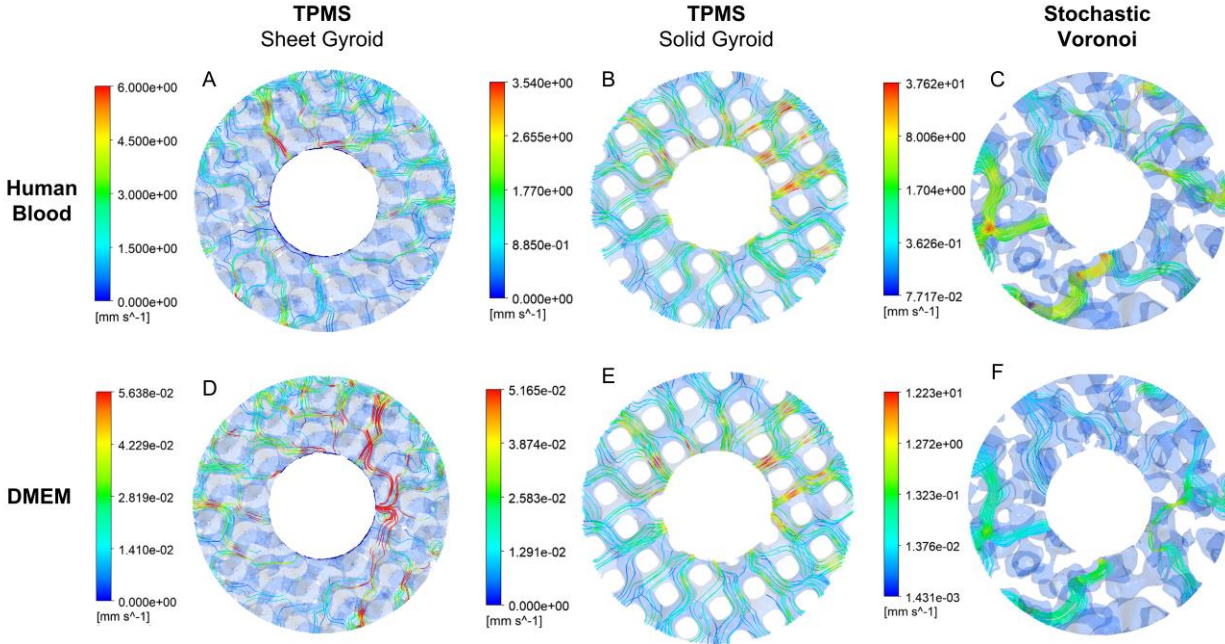 TPMS
Sheet Gyroid
TPMS
Solid Gyroid
Stochastic
Voronoi
Human
Blood
A
6.000e+00
4.500e+00
3.000e+00
1.500e+00
0.000e+00
[mm s^-1]
B
3.540e+00
2.655e+00
1.770e+00
8.850e-01
0.000e+00
[mm s^-1]
C
3.762e+01
8.006e+00
1.704e+00
3.626e-01
7.717e-02
[mm s^-1]
DMEM
D
5.638e-02
4.229e-02
2.819e-02
1.410e-02
0.000e+00
[mm s^-1]
E
5.165e-02
3.874e-02
2.583e-02
1.291e-02
0.000e+00
[mm s^-1]
F
1.223e+01
1.272e+00
1.323e-01
1.376e-02
1.431e-03
[mm s^-1]